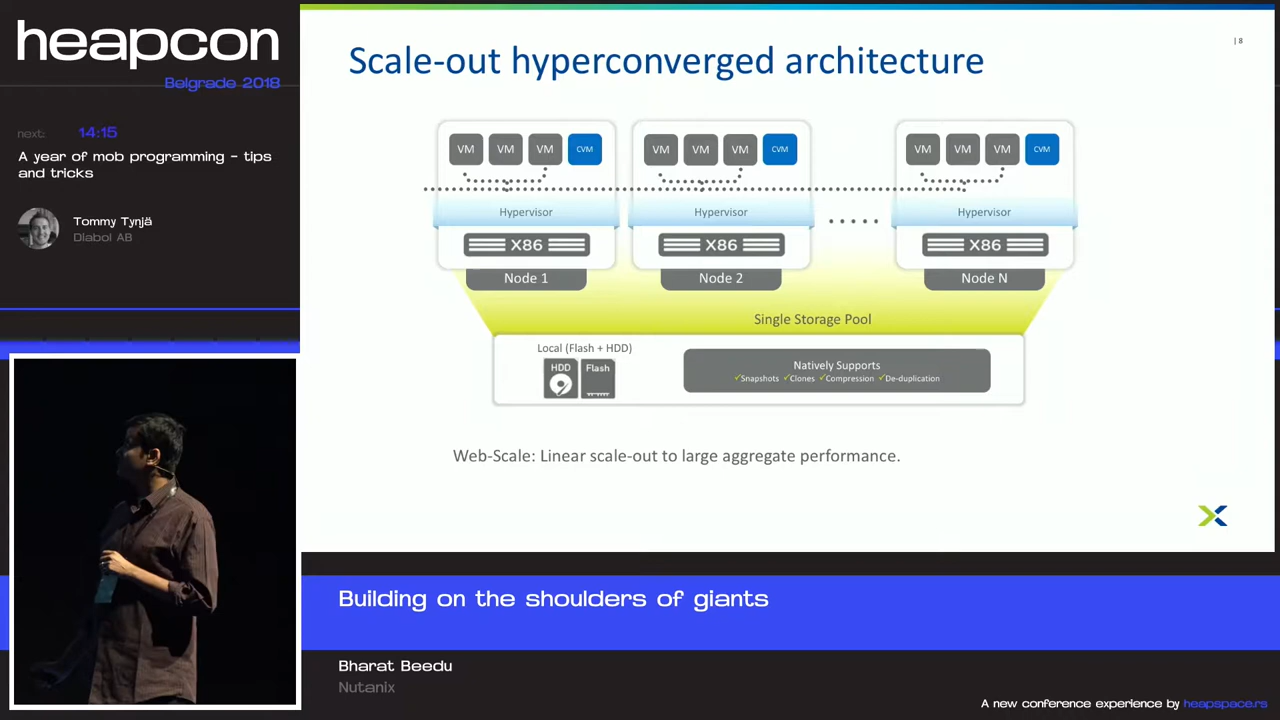 heapcon
Belgrade 2018
next: 14:15
A year of mob programming - tips
and tricks
Tommy Tynjä
Diabol AB
| 8
Scale-out hyperconverged architecture
VM VM VM CVM
VM VM VM CVM
VM VM VM CVM
Hypervisor
Hypervisor
Hypervisor
X86
X86
X86
Node 1
Node 2
Node N
Single Storage Pool
Local (Flash + HDD)
HDD
Flash
Natively Supports
✓Snapshots ✓Clones ✓Compression ✓De-duplication
Web-Scale: Linear scale-out to large aggregate performance.
Building on the shoulders of giants
Bharat Beedu
Nutanix
A new conference experience by heapspace.rs